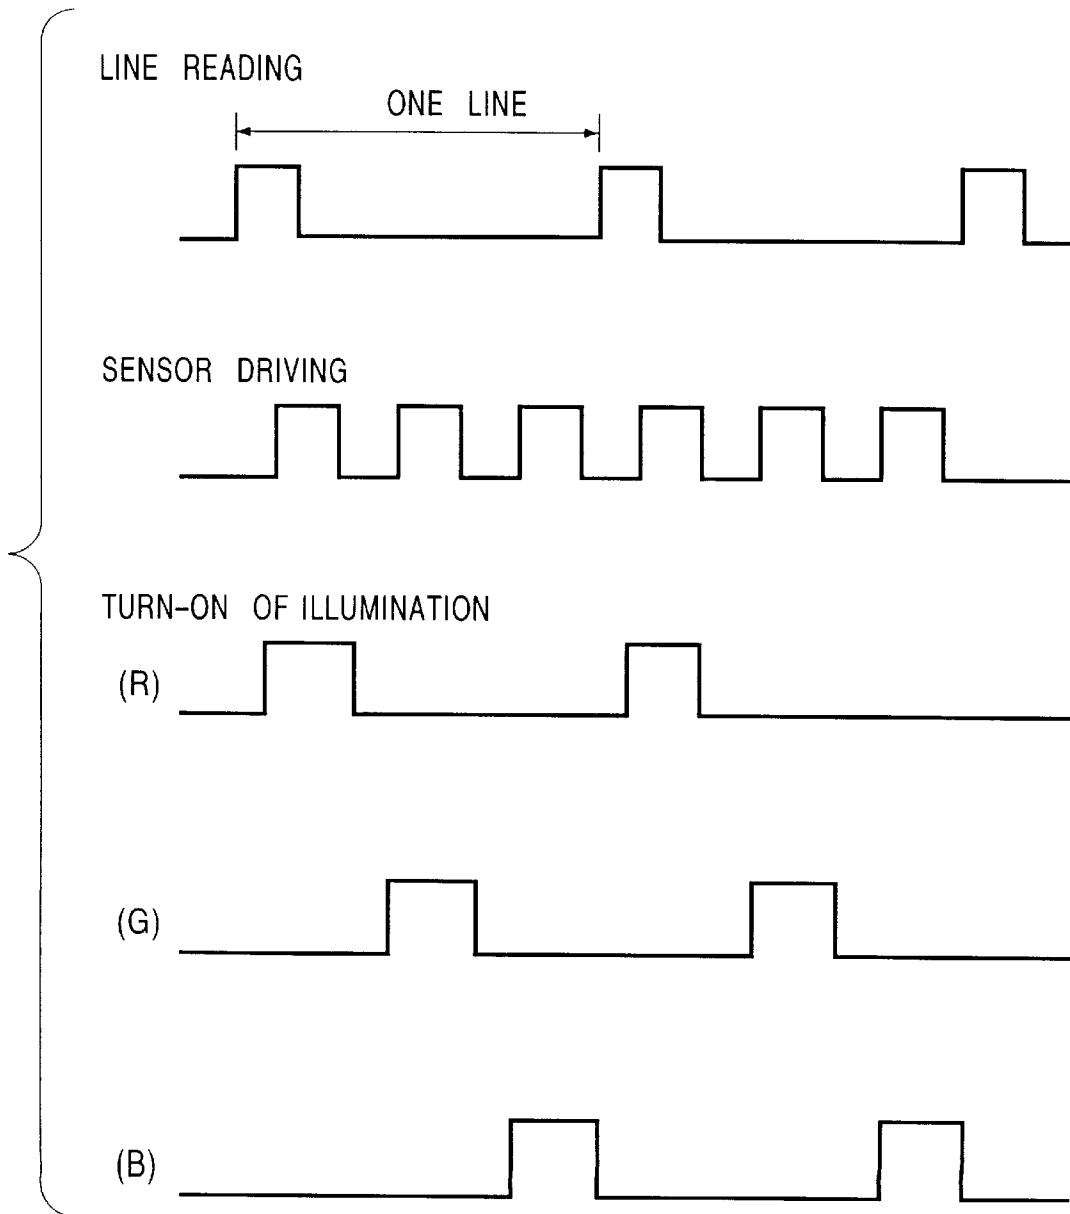 LINE READING
ONE LINE
SENSOR DRIVING
TURN-ON OF ILLUMINATION
(R)
(G)
(B)